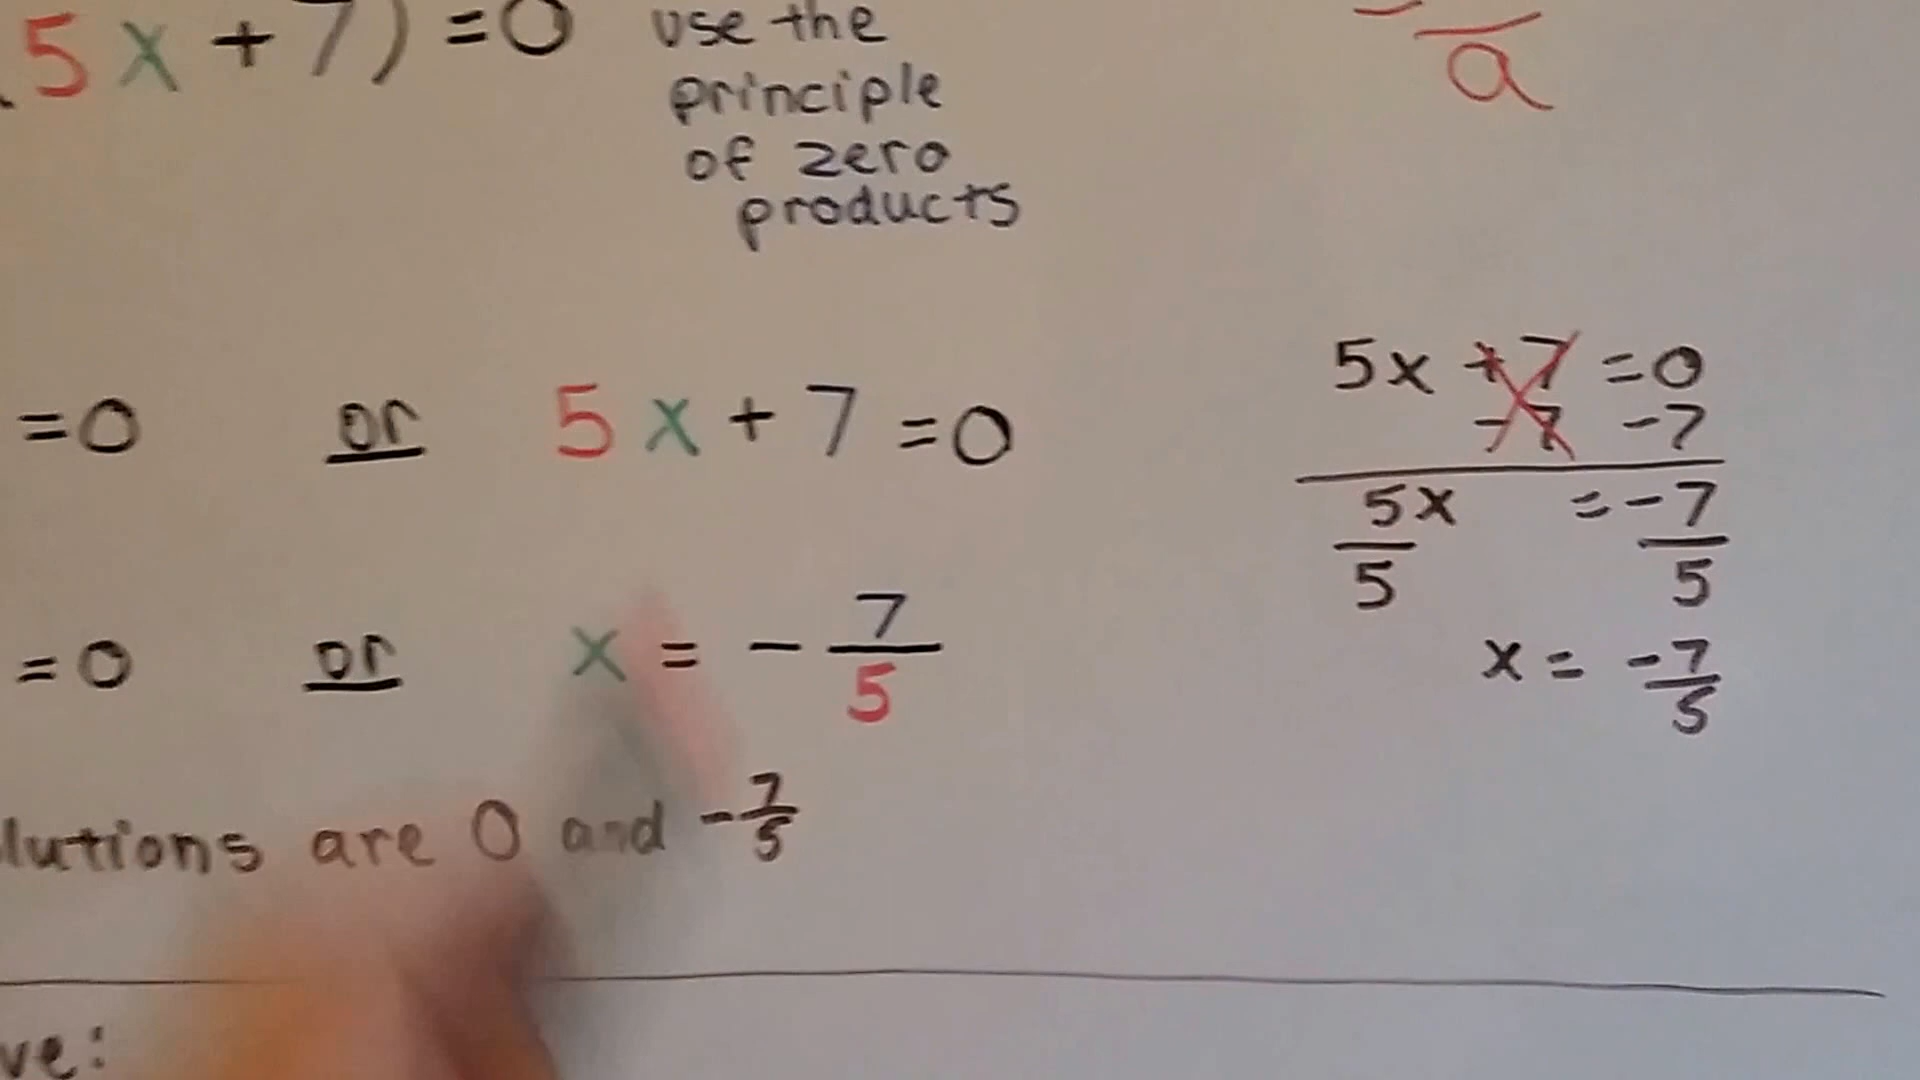 (5x + 7) = 0 use the
principle
of zero
products
a
= 0 or 5x + 7 = 0
= 0 or x = - 7/5
lutions are 0 and - 7/5
ve:
5x + 7 = 0
- 7 - 7
5x = - 7
5 5
x = - 7/5